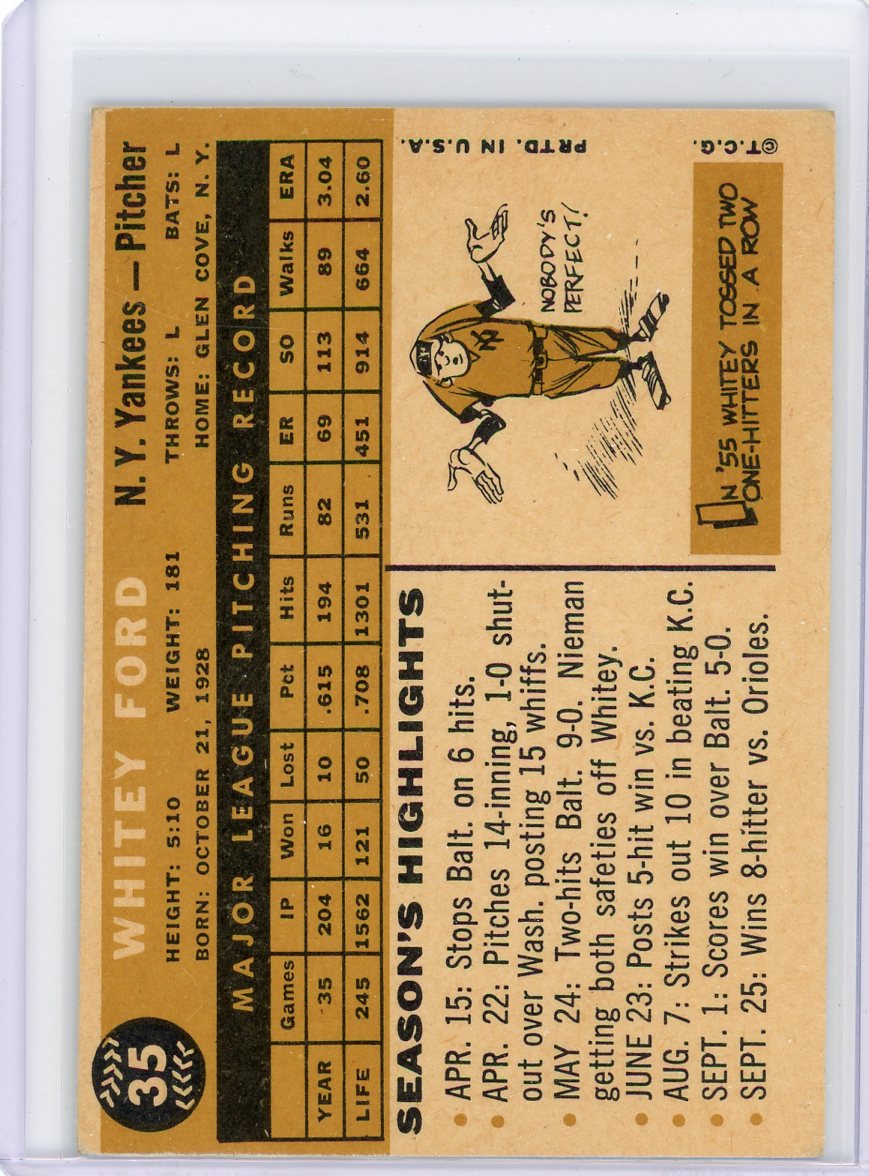 35
WHITEY FORD N. Y. Yankees — Pitcher
HEIGHT: 5:10 WEIGHT: 181 THROWS: L BATS: L
BORN: OCTOBER 21, 1928 HOME: GLEN COVE, N. Y.
MAJOR LEAGUE PITCHING RECORD
Games IP Won Lost Pct Hits Runs ER SO Walks ERA
YEAR 35 204 16 10 .615 194 82 69 113 89 3.04
LIFE 245 1562 121 50 .708 1301 531 451 914 664 2.60
SEASON'S HIGHLIGHTS
• APR. 15: Stops Balt. on 6 hits.
• APR. 22: Pitches 14-inning, 1-0 shut-
out over Wash. posting 15 whiffs.
• MAY 24: Two-hits Balt. 9-0. Nieman
getting both safeties off Whitey.
• JUNE 23: Posts 5-hit win vs. K.C.
• AUG. 7: Strikes out 10 in beating K.C.
• SEPT. 1: Scores win over Balt. 5-0.
• SEPT. 25: Wins 8-hitter vs. Orioles.
NY
NOBODY'S
PERFECT!
IN '55 WHITEY TOSSED TWO
ONE-HITTERS IN A ROW
©T.C.G.
PRTD. IN U.S.A.